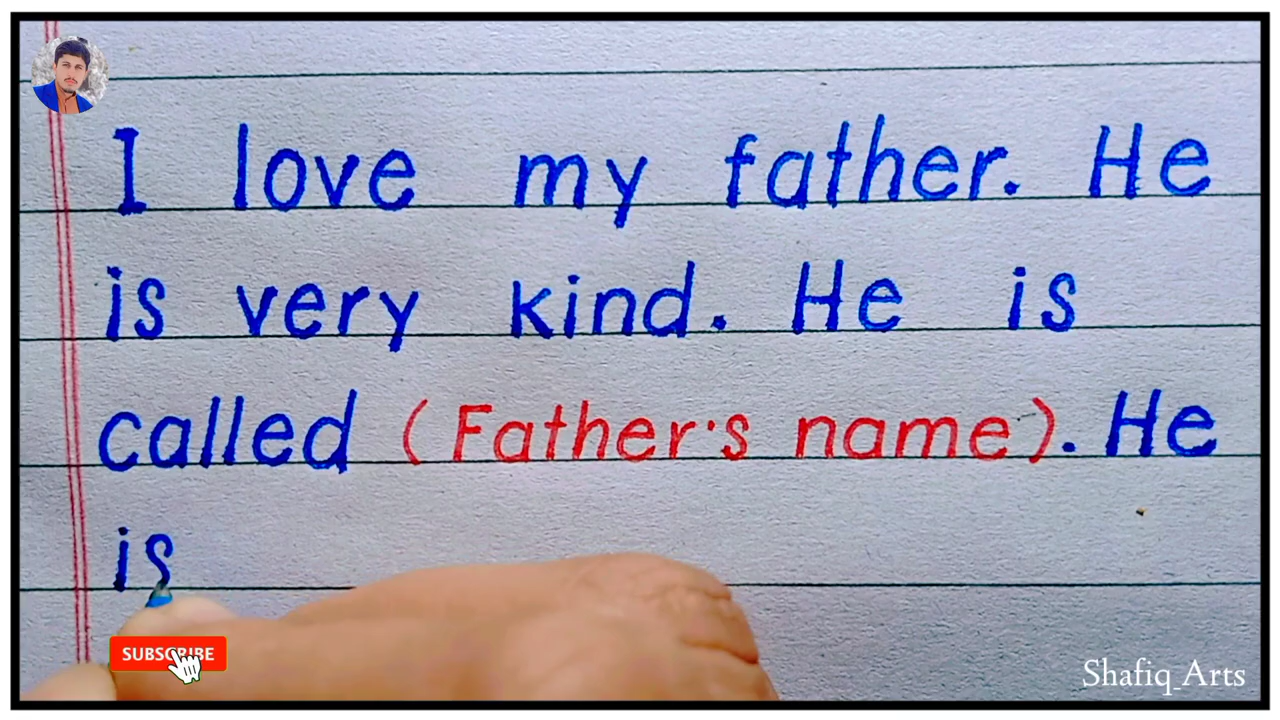 I love my father. He
is very kind. He is
called (Father's name). He
is
SUBSCRIBE
Shafiq_Arts